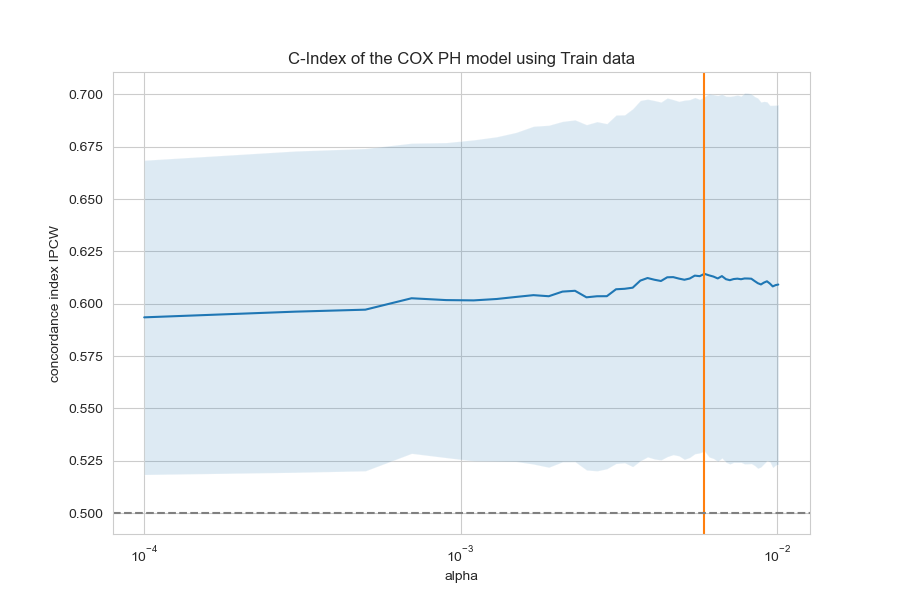 C-Index of the COX PH model using Train data
concordance index IPCW
0.700
0.675
0.650
0.625
0.600
0.575
0.550
0.525
0.500
10⁻⁴ 10⁻³ 10⁻²
alpha